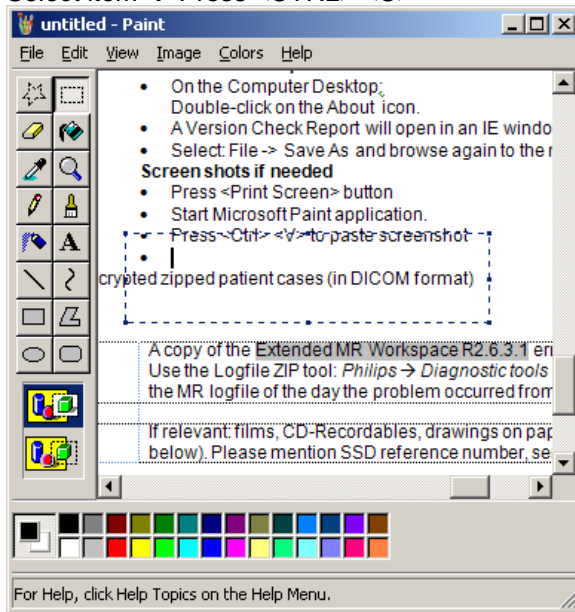 untitled - Paint
File Edit View Image Colors Help
• On the Computer Desktop:
Double-click on the About icon.
• A Version Check Report will open in an IE windo
• Select: File -> Save As and browse again to the
Screen shots if needed
• Press <Print Screen> button
• Start Microsoft Paint application.
• Press <Ctrl> <V> to paste screenshot
•
crypted zipped patient cases (in DICOM format)
A copy of the Extended MR Workspace R2.6.3.1
Use the Logfile ZIP tool: Philips → Diagnostic tools
the MR logfile of the day the problem occurred from
If relevant: films, CD-Recordables, drawings on pap
below). Please mention SSD reference number, se
A
For Help, click Help Topics on the Help Menu.